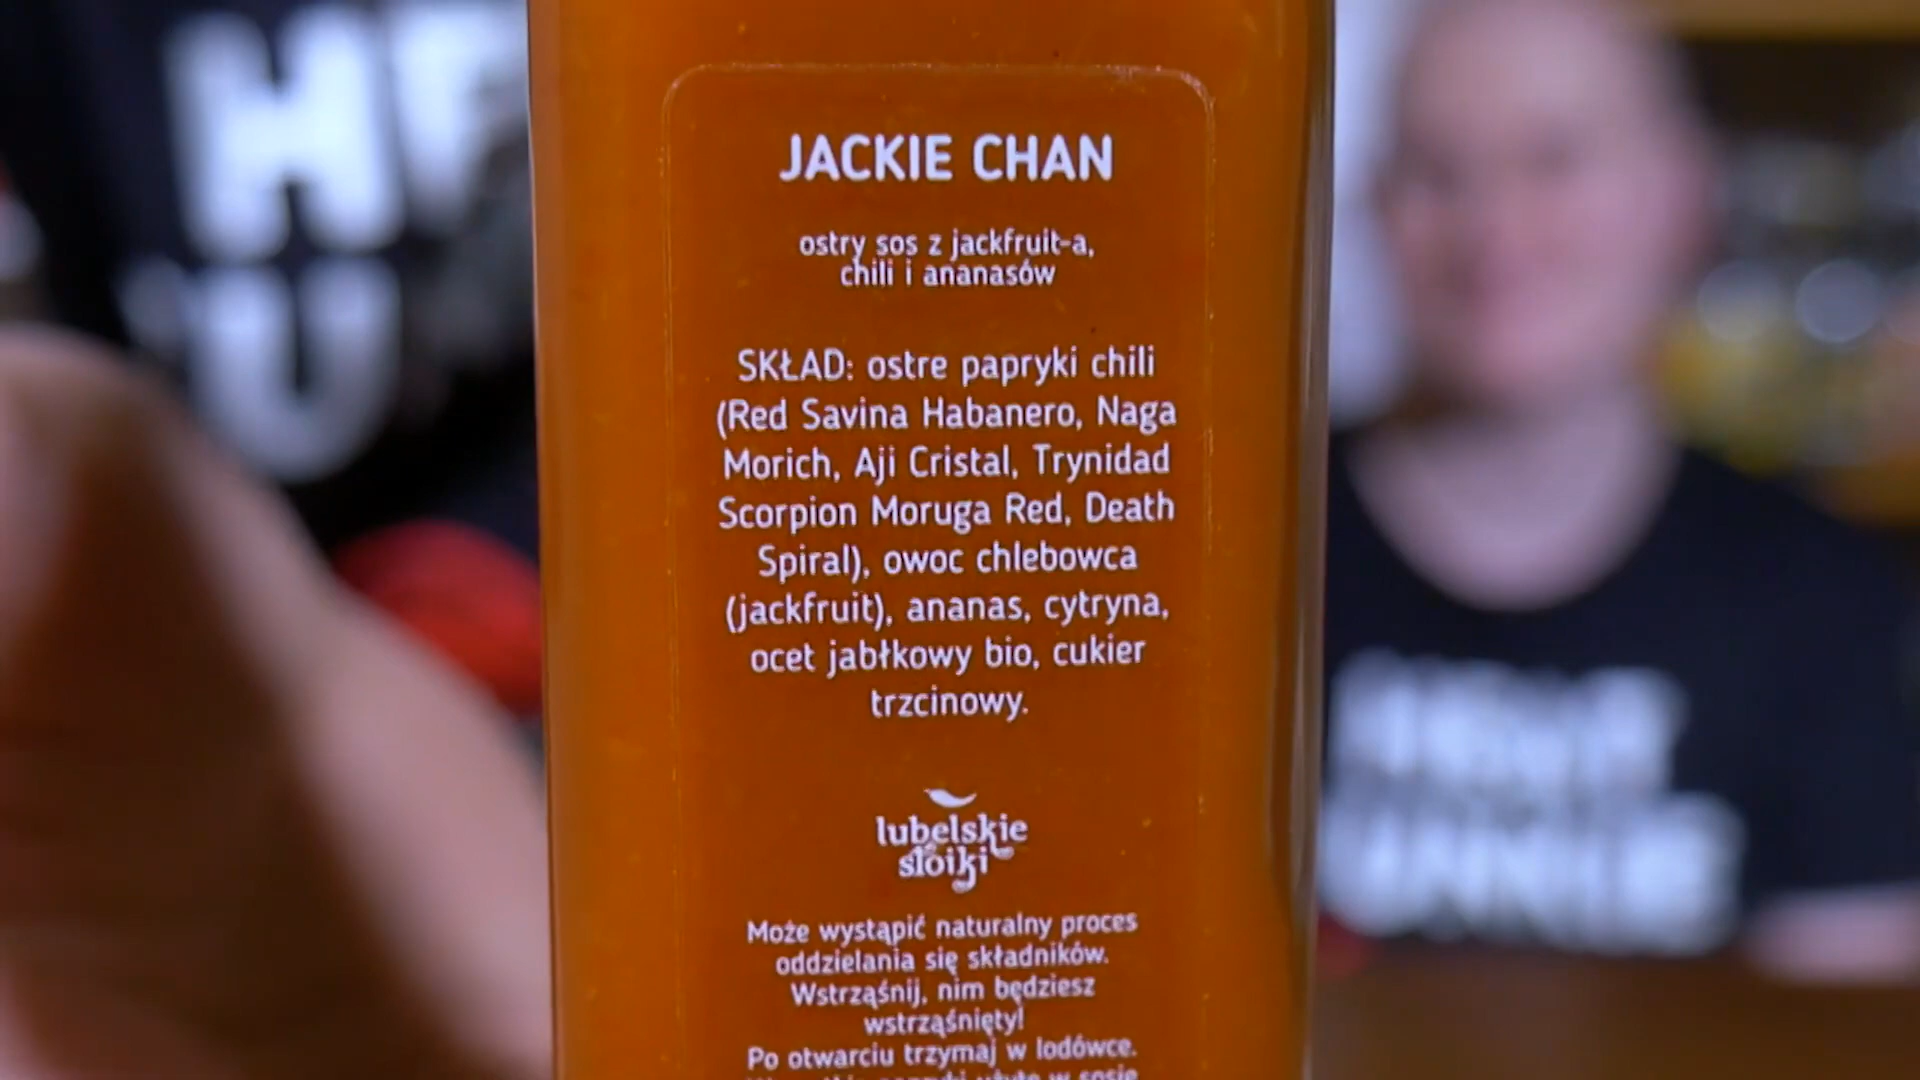 JACKIE CHAN
ostry sos z jackfruit-a,
chili i ananasów
SKŁAD: ostre papryki chili
(Red Savina Habanero, Naga
Morich, Aji Cristal, Trynidad
Scorpion Moruga Red, Death
Spiral), owoc chlebowca
(jackfruit), ananas, cytryna,
ocet jabłkowy bio, cukier
trzcinowy.
lubelskie
słoiki
Może wystąpić naturalny proces
oddzielania się składników.
Wstrząśnij, nim będziesz
wstrząśnięty!
Po otwarciu trzymaj w lodówce.